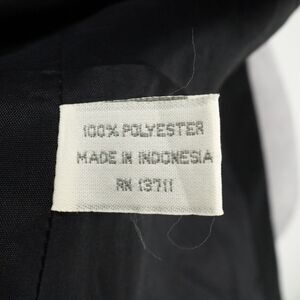 100% POLYESTER
MADE IN INDONESIA
RN 13711